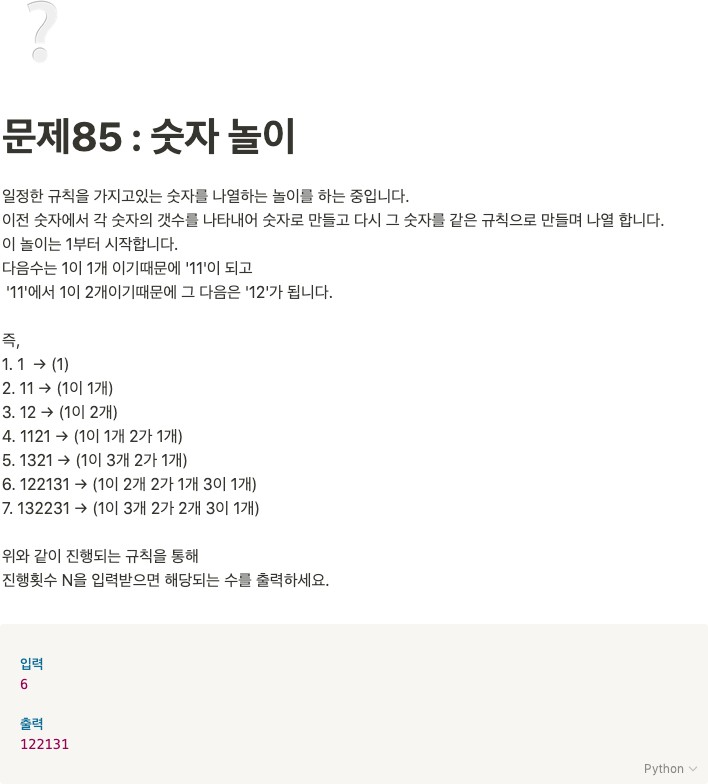 문제85 : 숫자 놀이
일정한 규칙을 가지고있는 숫자를 나열하는 놀이를 하는 중입니다.
이전 숫자에서 각 숫자의 갯수를 나타내어 숫자로 만들고 다시 그 숫자를 같은 규칙으로 만들며 나열 합니다.
이 놀이는 1부터 시작합니다.
다음수는 1이 1개 이기때문에 '11'이 되고
'11'에서 1이 2개이기때문에 그 다음은 '12'가 됩니다.
즉,
1. 1 → (1)
2. 11 → (1이 1개)
3. 12 → (1이 2개)
4. 1121 → (1이 1개 2가 1개)
5. 1321 → (1이 3개 2가 1개)
6. 122131 → (1이 2개 2가 1개 3이 1개)
7. 132231 → (1이 3개 2가 2개 3이 1개)
위와 같이 진행되는 규칙을 통해
진행횟수 N을 입력받으면 해당되는 수를 출력하세요.
입력
6
출력
122131
Python